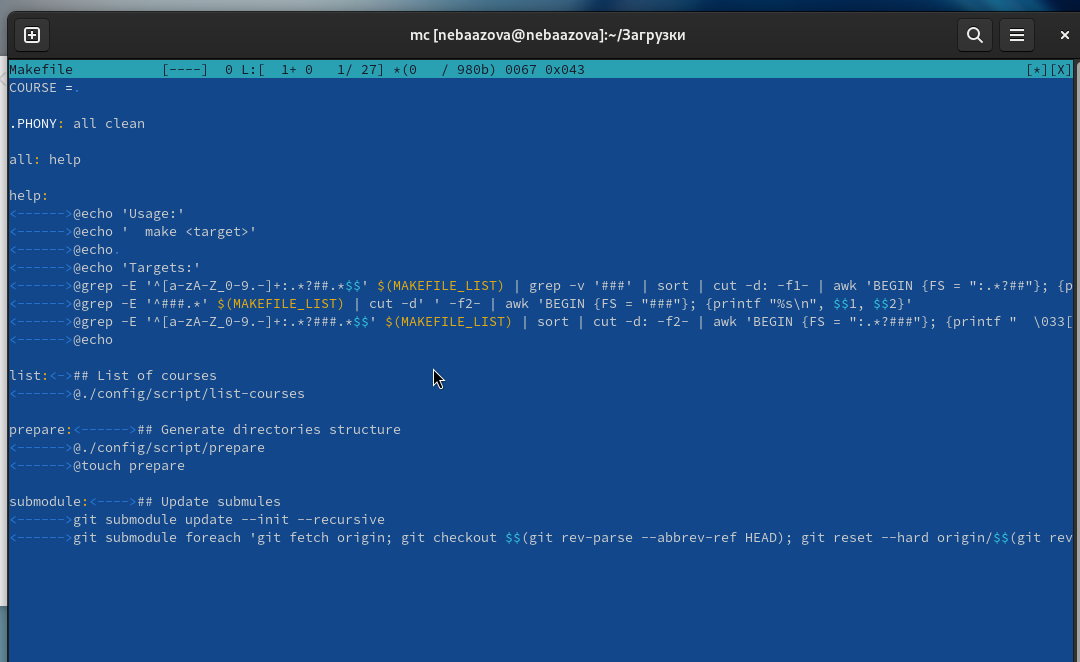 mc [nebaazova@nebaazova]:~/Загрузки
Makefile [----] 0 L:[ 1+ 0 1/ 27] *(0 / 980b) 0067 0x043 [*][X]
COURSE =.
.PHONY: all clean
all: help
help:
<------>@echo 'Usage:'
<------>@echo '  make <target>'
<------>@echo.
<------>@echo 'Targets:'
<------>@grep -E '^[a-zA-Z_0-9.-]+:.*?##.*$$' $(MAKEFILE_LIST) | grep -v '###' | sort | cut -d: -f1- | awk 'BEGIN {FS = ":.*?##"}; {p
<------>@grep -E '^###.*' $(MAKEFILE_LIST) | cut -d' ' -f2- | awk 'BEGIN {FS = "###"}; {printf "%s\n", $$1, $$2}'
<------>@grep -E '^[a-zA-Z_0-9.-]+:.*?###.*$$' $(MAKEFILE_LIST) | sort | cut -d: -f2- | awk 'BEGIN {FS = ":.*?###"}; {printf "  \033[
<------>@echo
list:<->## List of courses
<------>@./config/script/list-courses
prepare:<------>## Generate directories structure
<------>@./config/script/prepare
<------>@touch prepare
submodule:<---->## Update submules
<------>git submodule update --init --recursive
<------>git submodule foreach 'git fetch origin; git checkout $$(git rev-parse --abbrev-ref HEAD); git reset --hard origin/$$(git rev